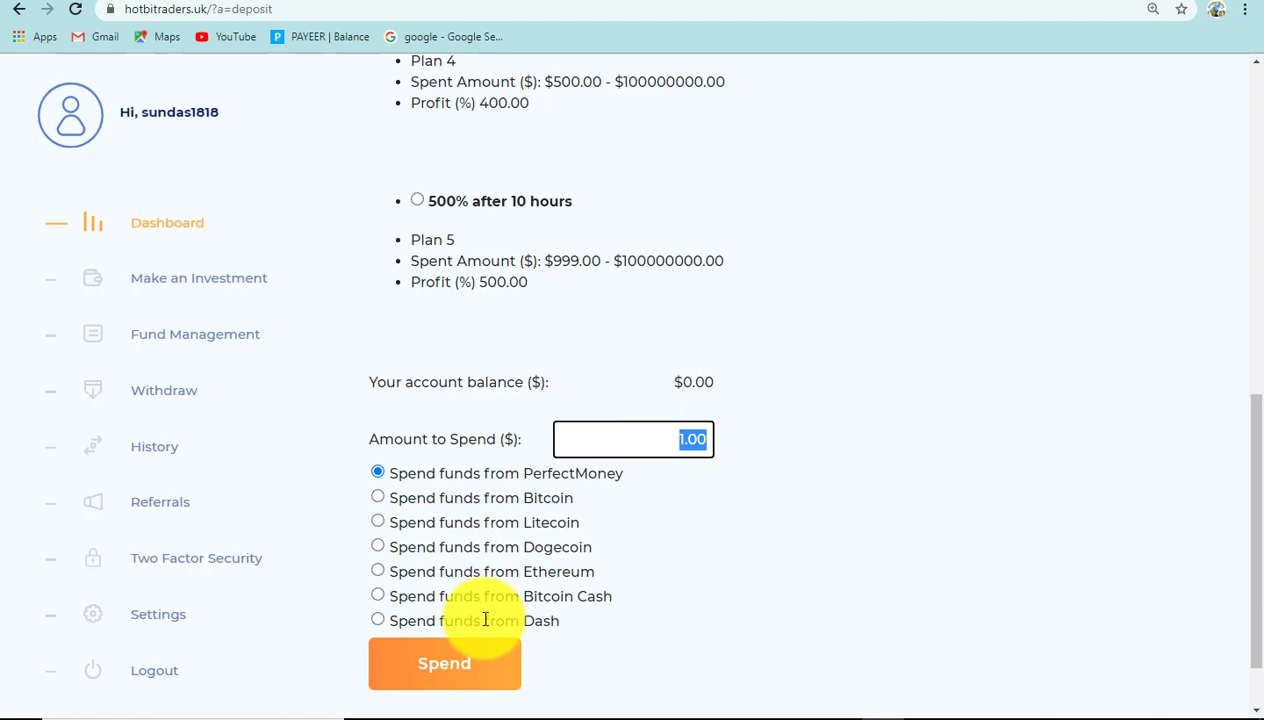 hotbitraders.uk/?a=deposit
Apps Gmail Maps YouTube P PAYEER | Balance G google - Google Se...
Plan 4
Spent Amount ($): $500.00 - $100000000.00
Profit (%) 400.00
Hi, sundas1818
500% after 10 hours
Plan 5
Spent Amount ($): $999.00 - $100000000.00
Profit (%) 500.00
Dashboard
Make an Investment
Fund Management
Withdraw
History
Referrals
Two Factor Security
Settings
Logout
Your account balance ($): $0.00
Amount to Spend ($): 1.00
Spend funds from PerfectMoney
Spend funds from Bitcoin
Spend funds from Litecoin
Spend funds from Dogecoin
Spend funds from Ethereum
Spend funds from Bitcoin Cash
Spend funds from Dash
Spend